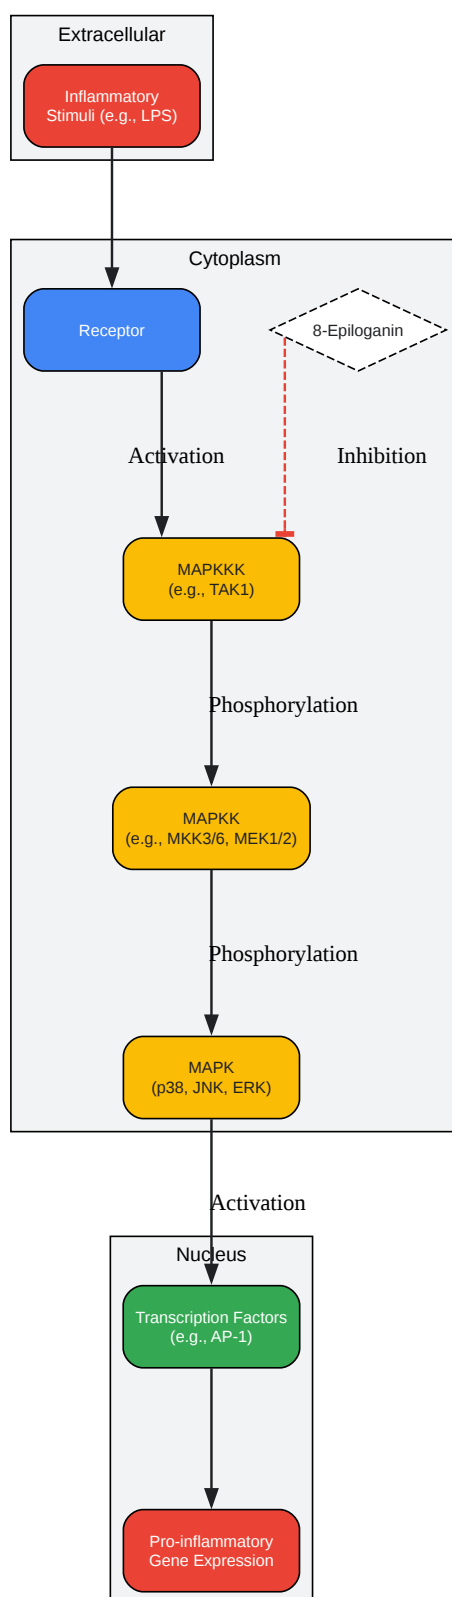 Extracellular
Inflammatory
Stimuli (e.g., LPS)
Cytoplasm
Receptor
8-Epiloganin
Activation
Inhibition
MAPKKK
(e.g., TAK1)
Phosphorylation
MAPKK
(e.g., MKK3/6, MEK1/2)
Phosphorylation
MAPK
(p38, JNK, ERK)
Activation
Nucleus
Transcription Factors
(e.g., AP-1)
Pro-inflammatory
Gene Expression